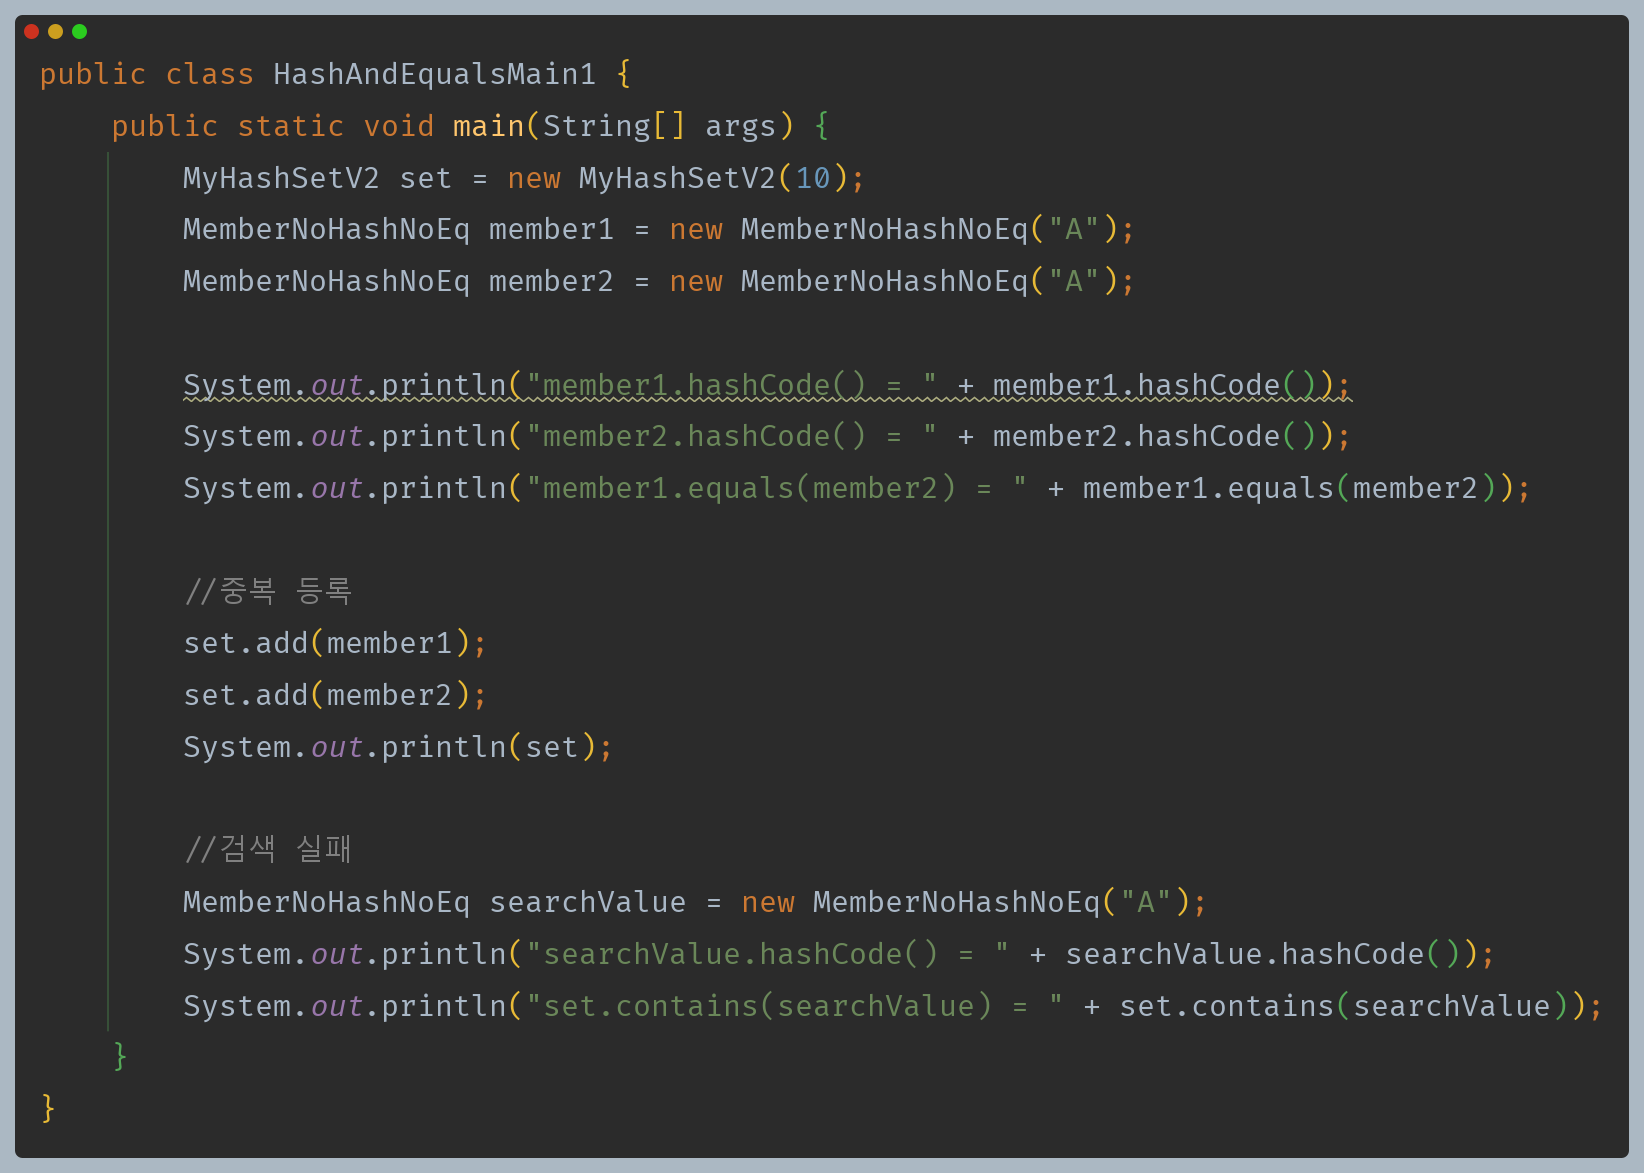 public class HashAndEqualsMain1 {
    public static void main(String[] args) {
        MyHashSetV2 set = new MyHashSetV2(10);
        MemberNoHashNoEq member1 = new MemberNoHashNoEq("A");
        MemberNoHashNoEq member2 = new MemberNoHashNoEq("A");

        System.out.println("member1.hashCode() = " + member1.hashCode());
        System.out.println("member2.hashCode() = " + member2.hashCode());
        System.out.println("member1.equals(member2) = " + member1.equals(member2));

        //중복 등록
        set.add(member1);
        set.add(member2);
        System.out.println(set);

        //검색 실패
        MemberNoHashNoEq searchValue = new MemberNoHashNoEq("A");
        System.out.println("searchValue.hashCode() = " + searchValue.hashCode());
        System.out.println("set.contains(searchValue) = " + set.contains(searchValue));
    }
}